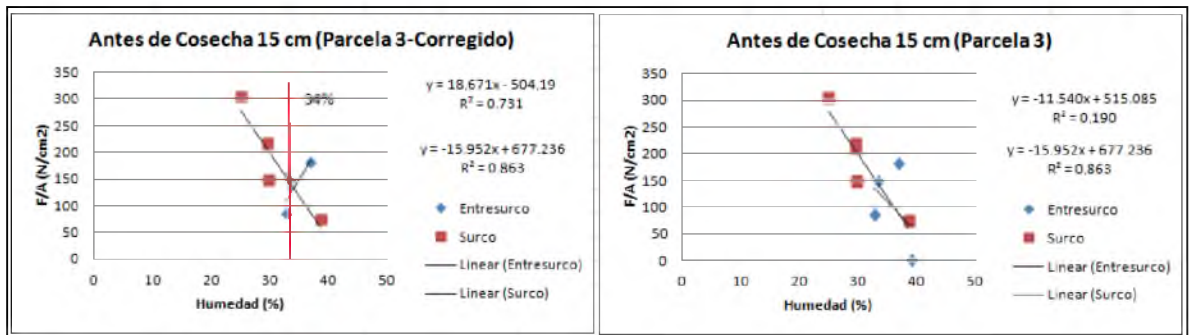 Antes de Cosecha 15 cm (Parcela 3-Corregido)
350
300
250
200
150
100
50
0
F/A (N/cm2)
0 10 20 30 40 50
Humedad (%)
34%
y = 18.671x - 504.19
R² = 0.731
y = -15.952x + 677.236
R² = 0.863
Entresurco
Surco
Linear (Entresurco)
Linear (Surco)
Antes de Cosecha 15 cm (Parcela 3)
350
300
250
200
150
100
50
0
F/A (N/cm2)
0 10 20 30 40 50
Humedad (%)
y = -11.540x + 515.085
R² = 0.190
y = -15.952x + 677.236
R² = 0.863
Entresurco
Surco
Linear (Entresurco)
Linear (Surco)